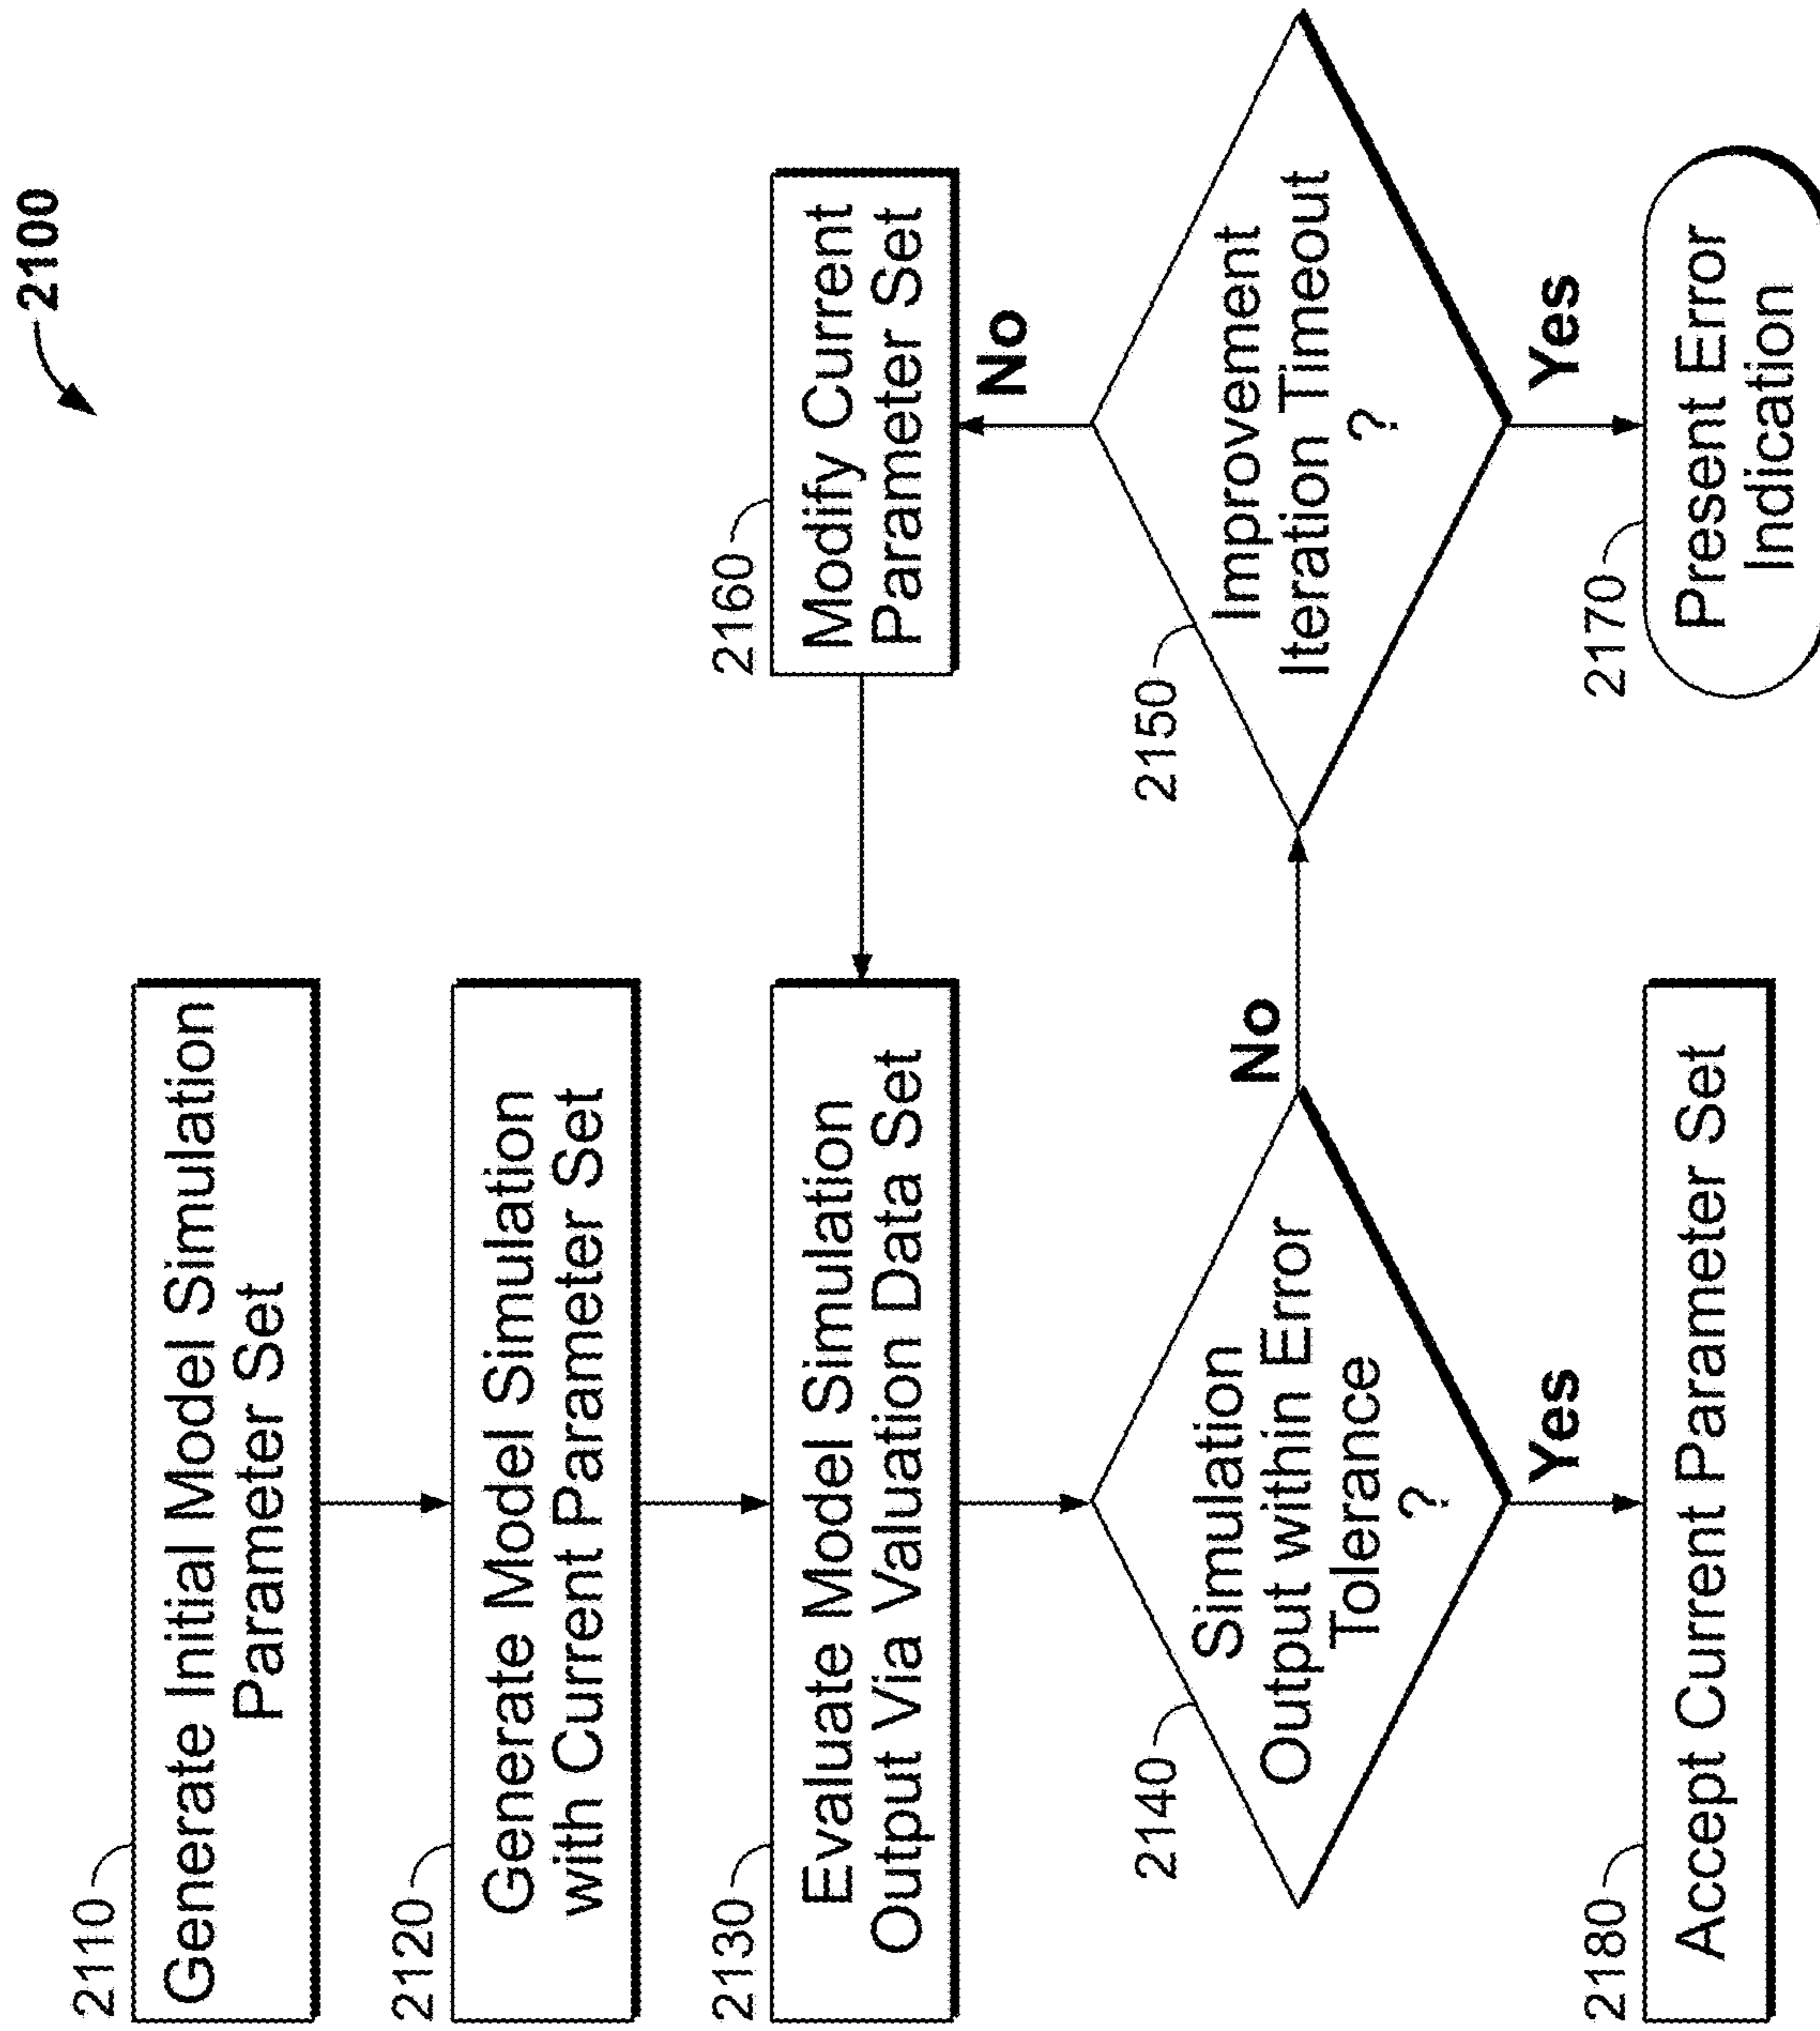 2100
2110
Generate Initial Model Simulation
Parameter Set
2120
Generate Model Simulation
with Current Parameter Set
2130
Evaluate Model Simulation
Output Via Valuation Data Set
2160
Modify Current
Parameter Set
2140
Simulation
Output within Error
Tolerance
?
No
Yes
2150
Improvement
Iteration Timeout
?
No
Yes
2180
Accept Current Parameter Set
2170
Present Error
Indication